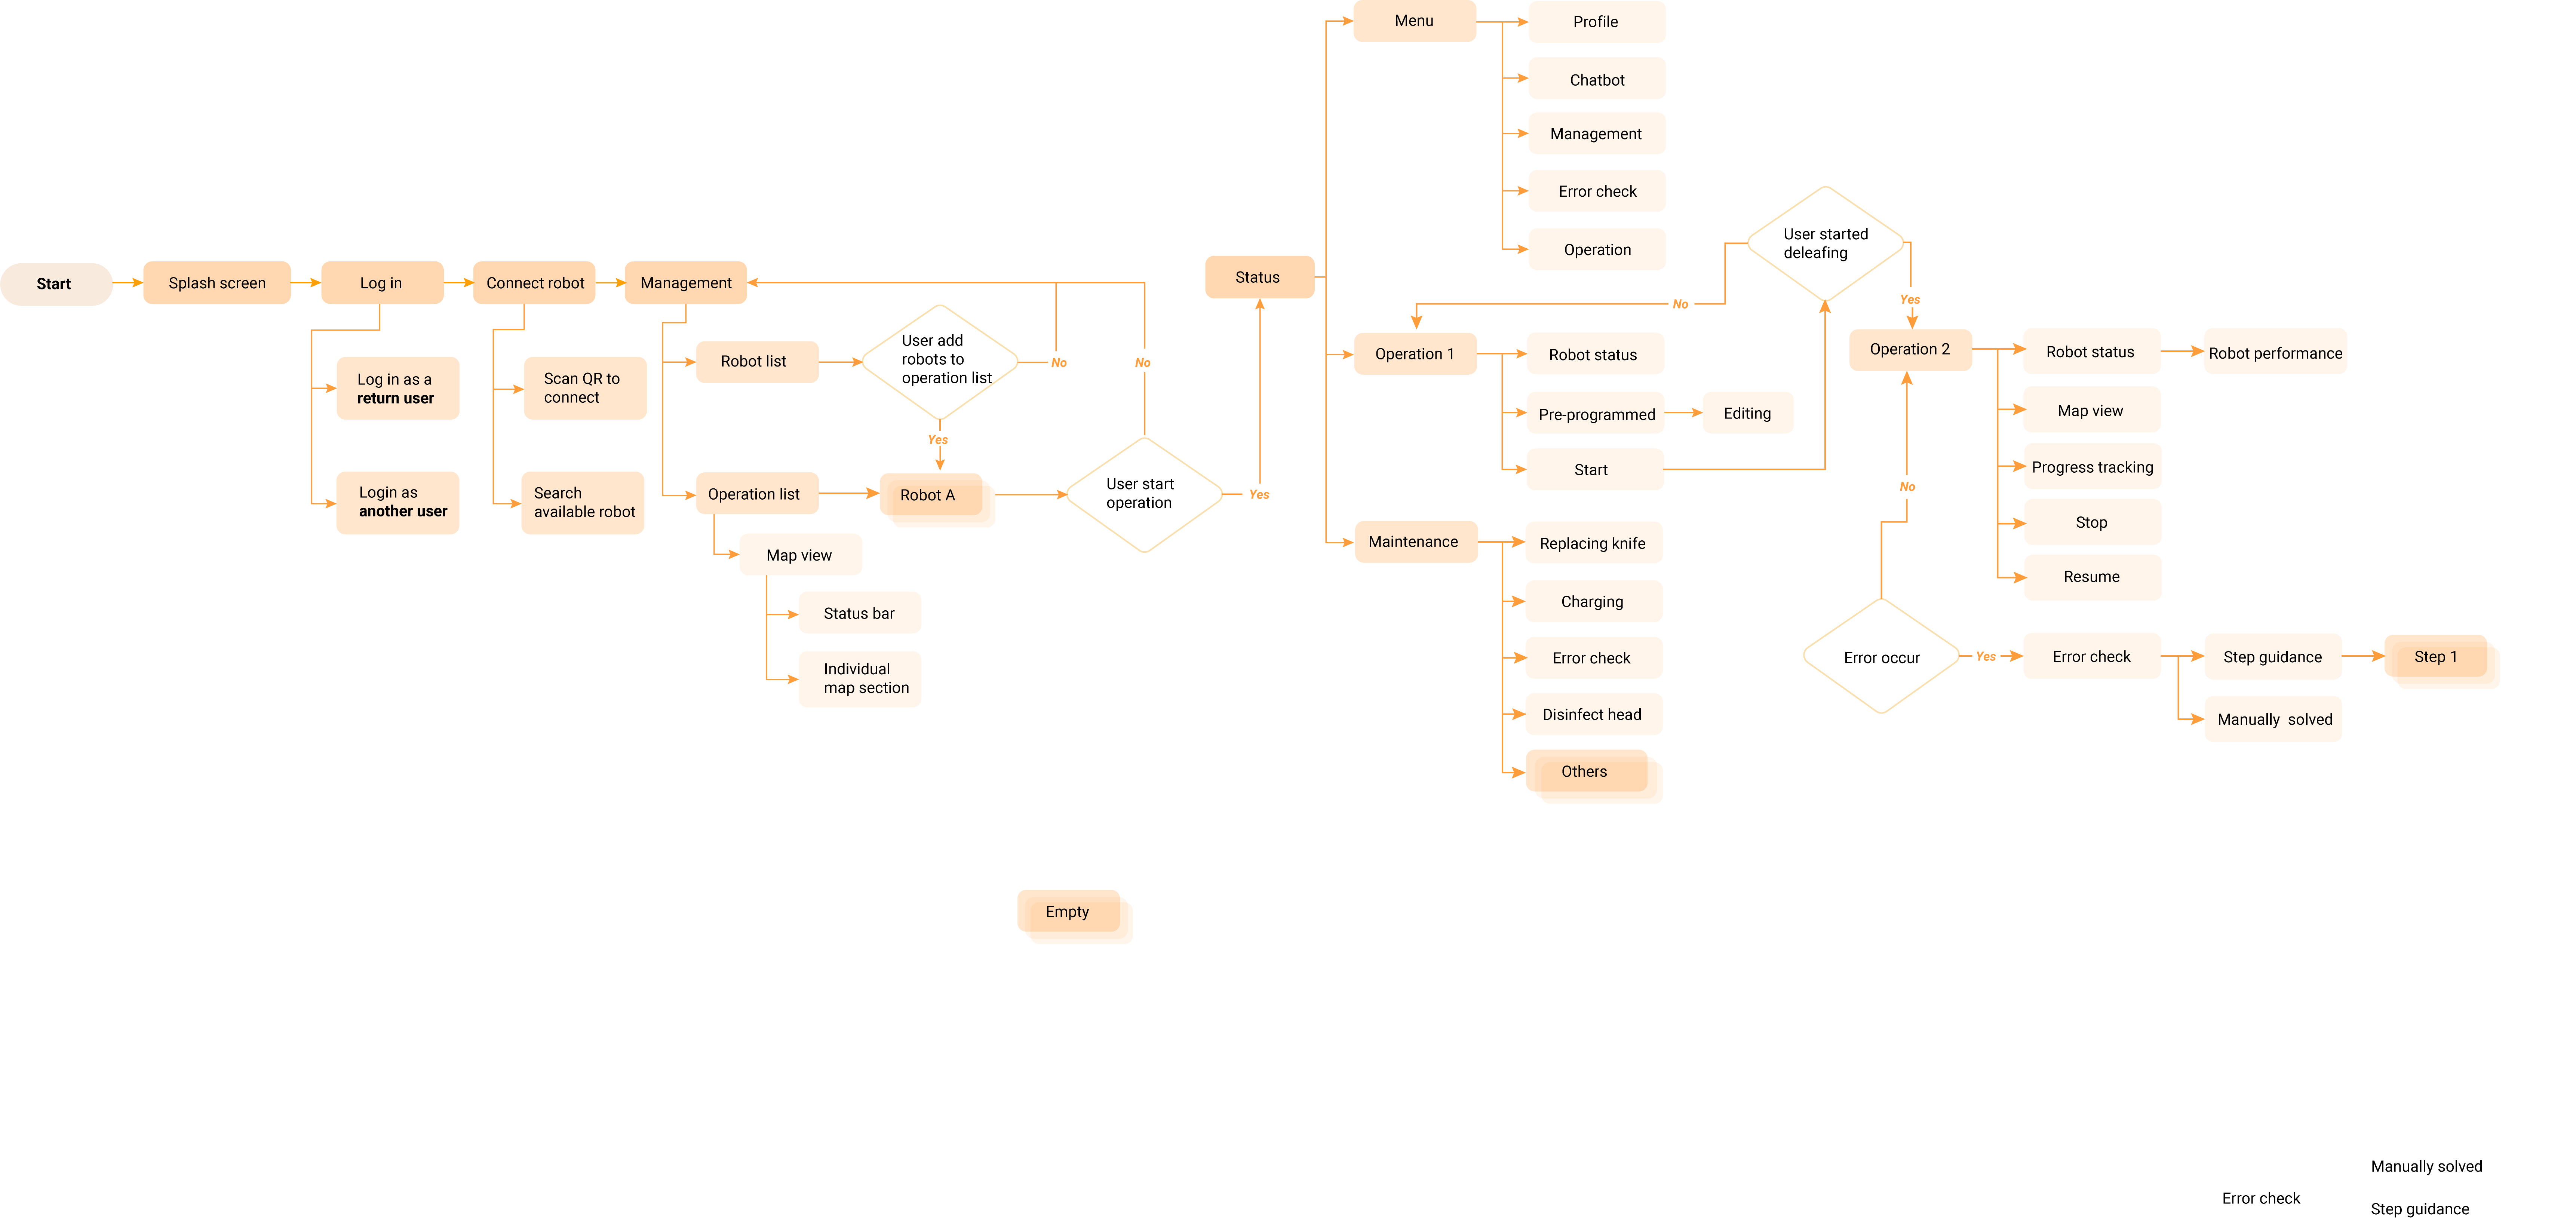 Start
Splash screen
Log in
Connect robot
Management
Log in as a
return user
Login as
another user
Scan QR to
connect
Search
available robot
Robot list
User add
robots to
operation list
No
Yes
Operation list
Robot A
Map view
Status bar
Individual
map section
No
User start
operation
Yes
Status
Menu
Profile
Chatbot
Management
Error check
Operation
Operation 1
Robot status
Pre-programmed
Editing
Start
Maintenance
Replacing knife
Charging
Error check
Disinfect head
Others
User started
deleafing
No
Yes
Operation 2
Robot status
Robot performance
Map view
Progress tracking
Stop
Resume
No
Error occur
Yes
Error check
Step guidance
Step 1
Manually  solved
Empty
Manually solved
Error check
Step guidance